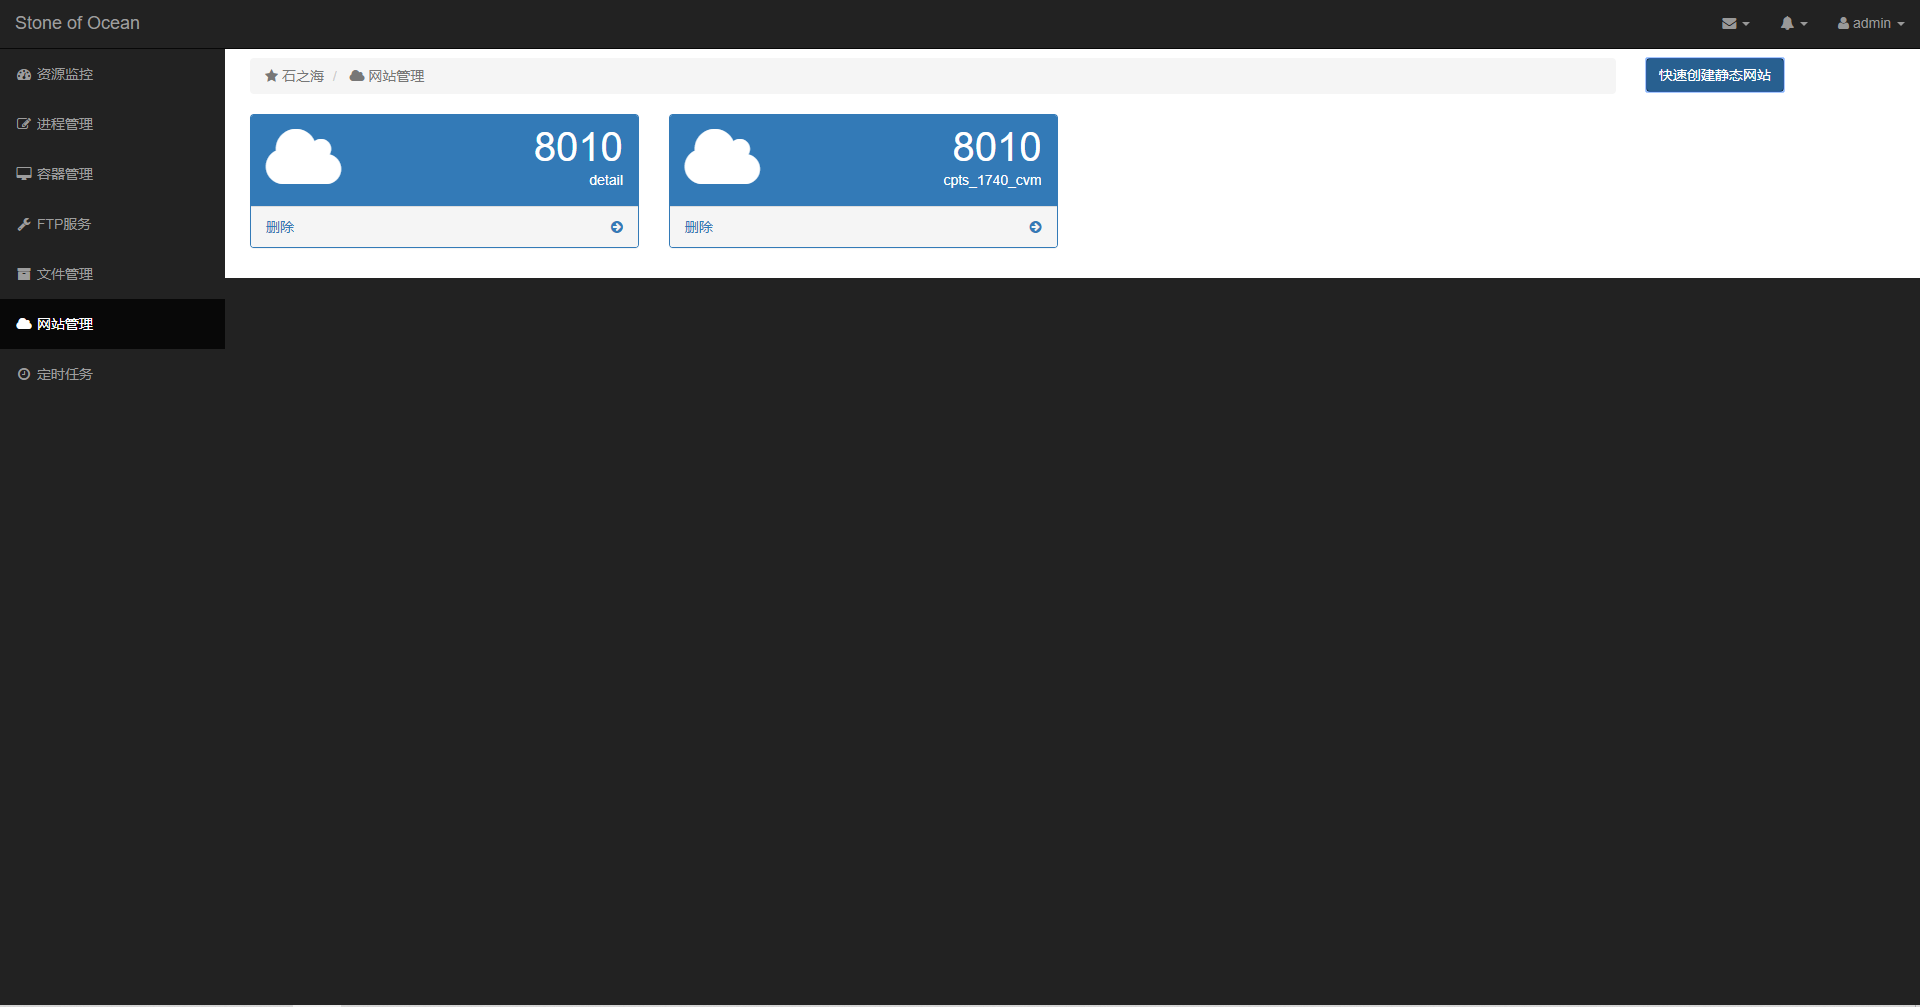 Stone of Ocean
admin
资源监控
进程管理
容器管理
FTP服务
文件管理
网站管理
定时任务
石之海 / 网站管理
快速创建静态网站
8010
detail
删除
8010
cpts_1740_cvm
删除